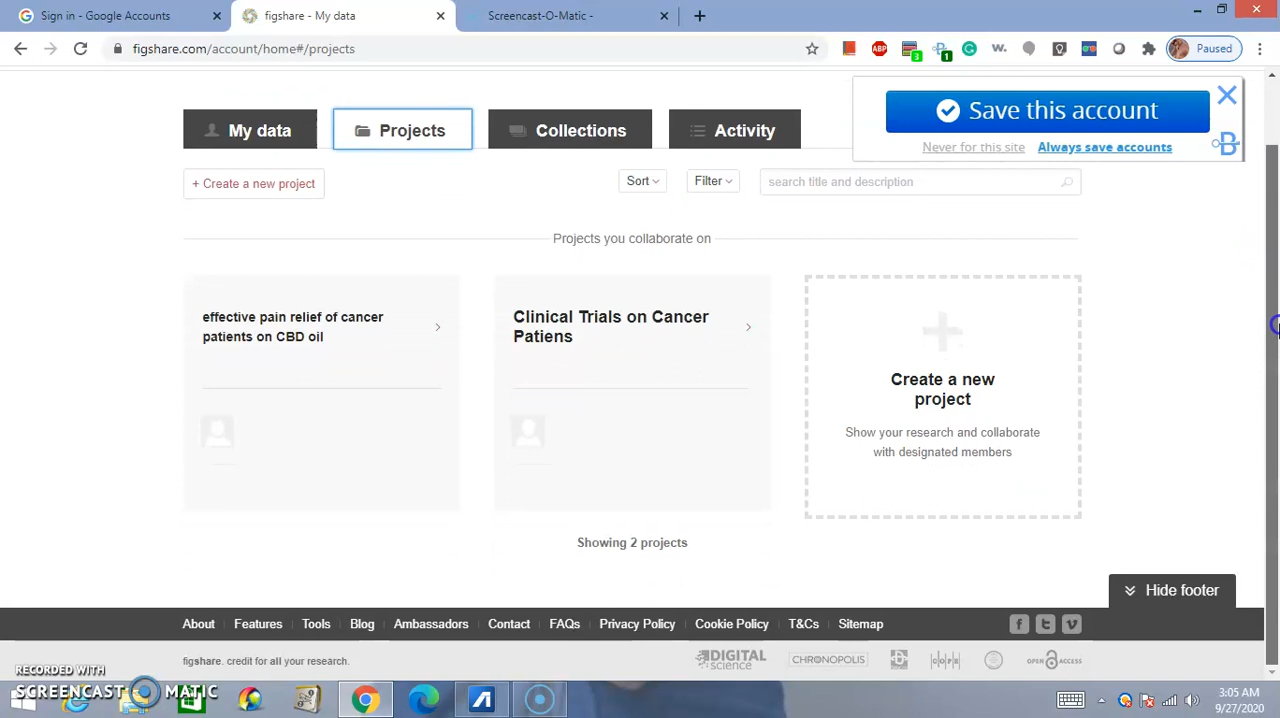 Sign in - Google Accounts
figshare - My data
Screencast-O-Matic -
figshare.com/account/home#/projects
ABP
3
1
w.
Paused
My data
Projects
Collections
Activity
Save this account
Never for this site
Always save accounts
+ Create a new project
Sort
Filter
search title and description
Projects you collaborate on
effective pain relief of cancer
patients on CBD oil
Clinical Trials on Cancer
Patiens
Create a new
project
Show your research and collaborate
with designated members
Showing 2 projects
Hide footer
About
Features
Tools
Blog
Ambassadors
Contact
FAQs
Privacy Policy
Cookie Policy
T&Cs
Sitemap
figshare. credit for all your research.
DIGITAL
science
CHRONOPOLIS
C O P E
OPEN ACCESS
RECORDED WITH
SCREENCAST MATIC
3:05 AM
9/27/2020